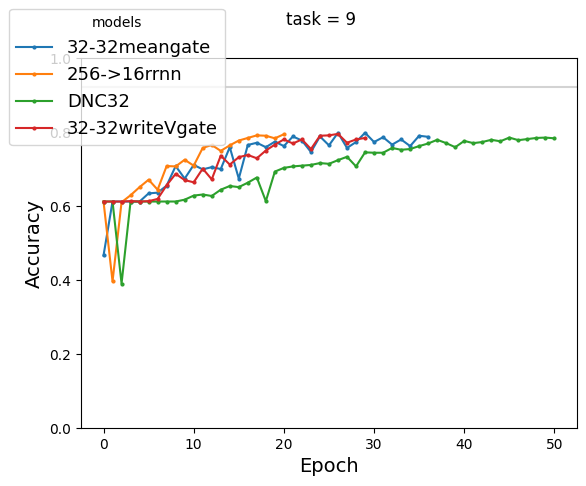 task = 9
models
32-32meangate
256->16rrnn
DNC32
32-32writeVgate
1.0
0.8
0.6
0.4
0.2
0.0
Accuracy
0 10 20 30 40 50
Epoch